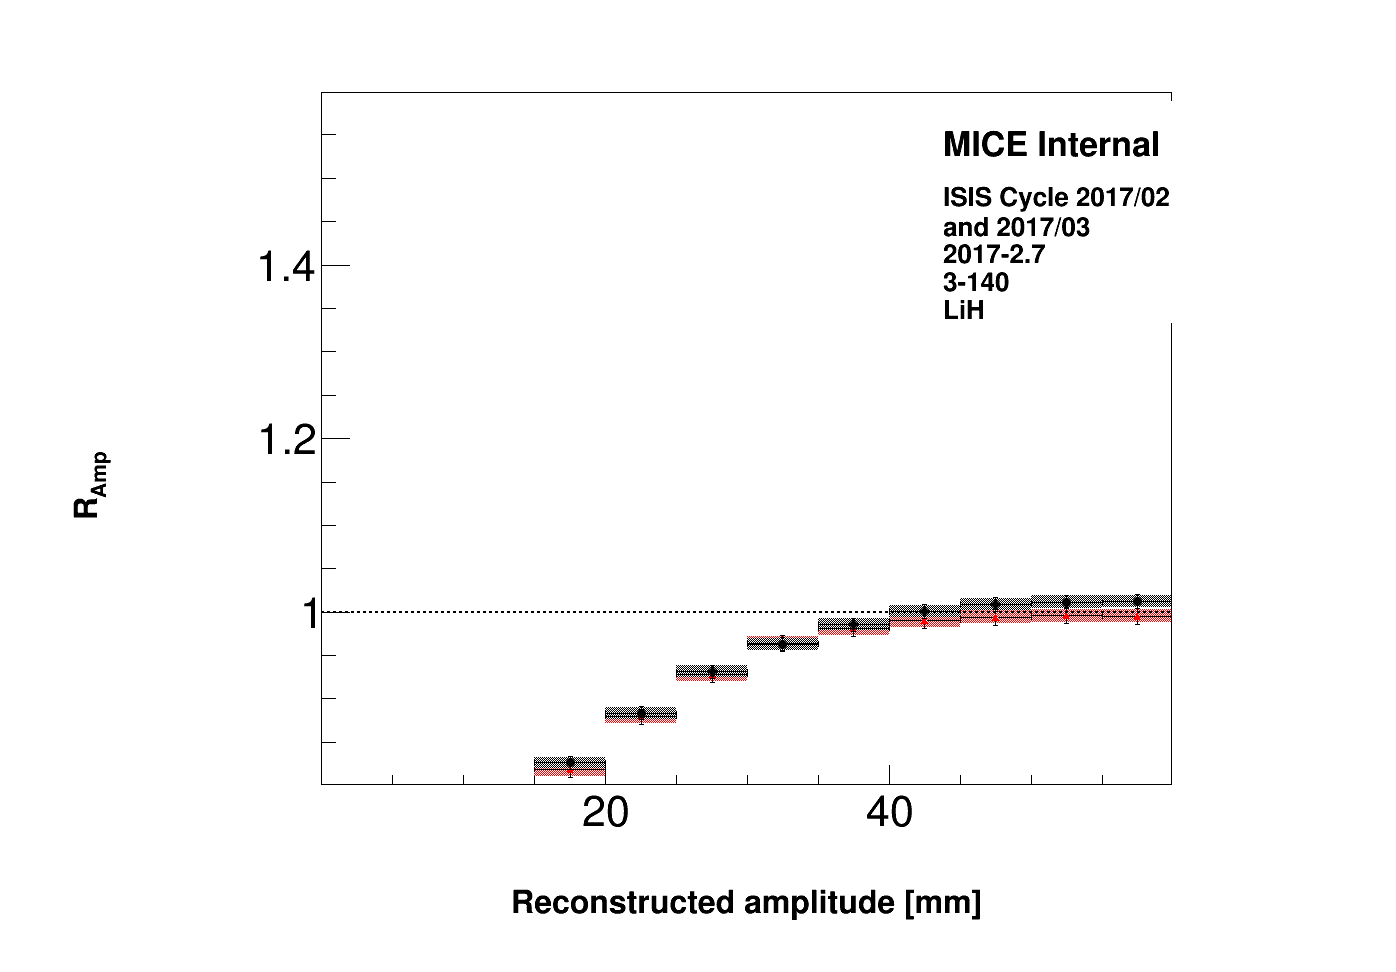 MICE Internal
ISIS Cycle 2017/02
and 2017/03
2017-2.7
3-140
LiH
1.4
1.2
1
R_Amp
20 40
Reconstructed amplitude [mm]